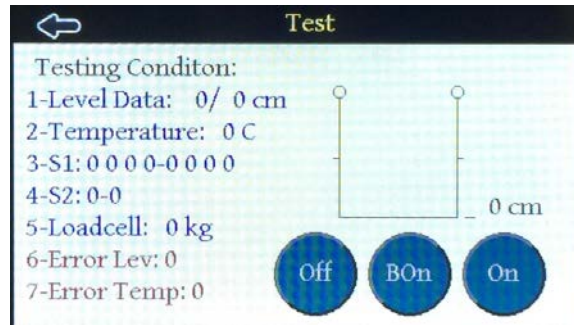 Test
Testing Conditon:
1-Level Data: 0/ 0 cm
2-Temperature: 0 C
3-S1: 0 0 0 0-0 0 0 0
4-S2: 0-0
5-Loadcell: 0 kg
6-Error Lev: 0
7-Error Temp: 0
0 cm
Off BOn On